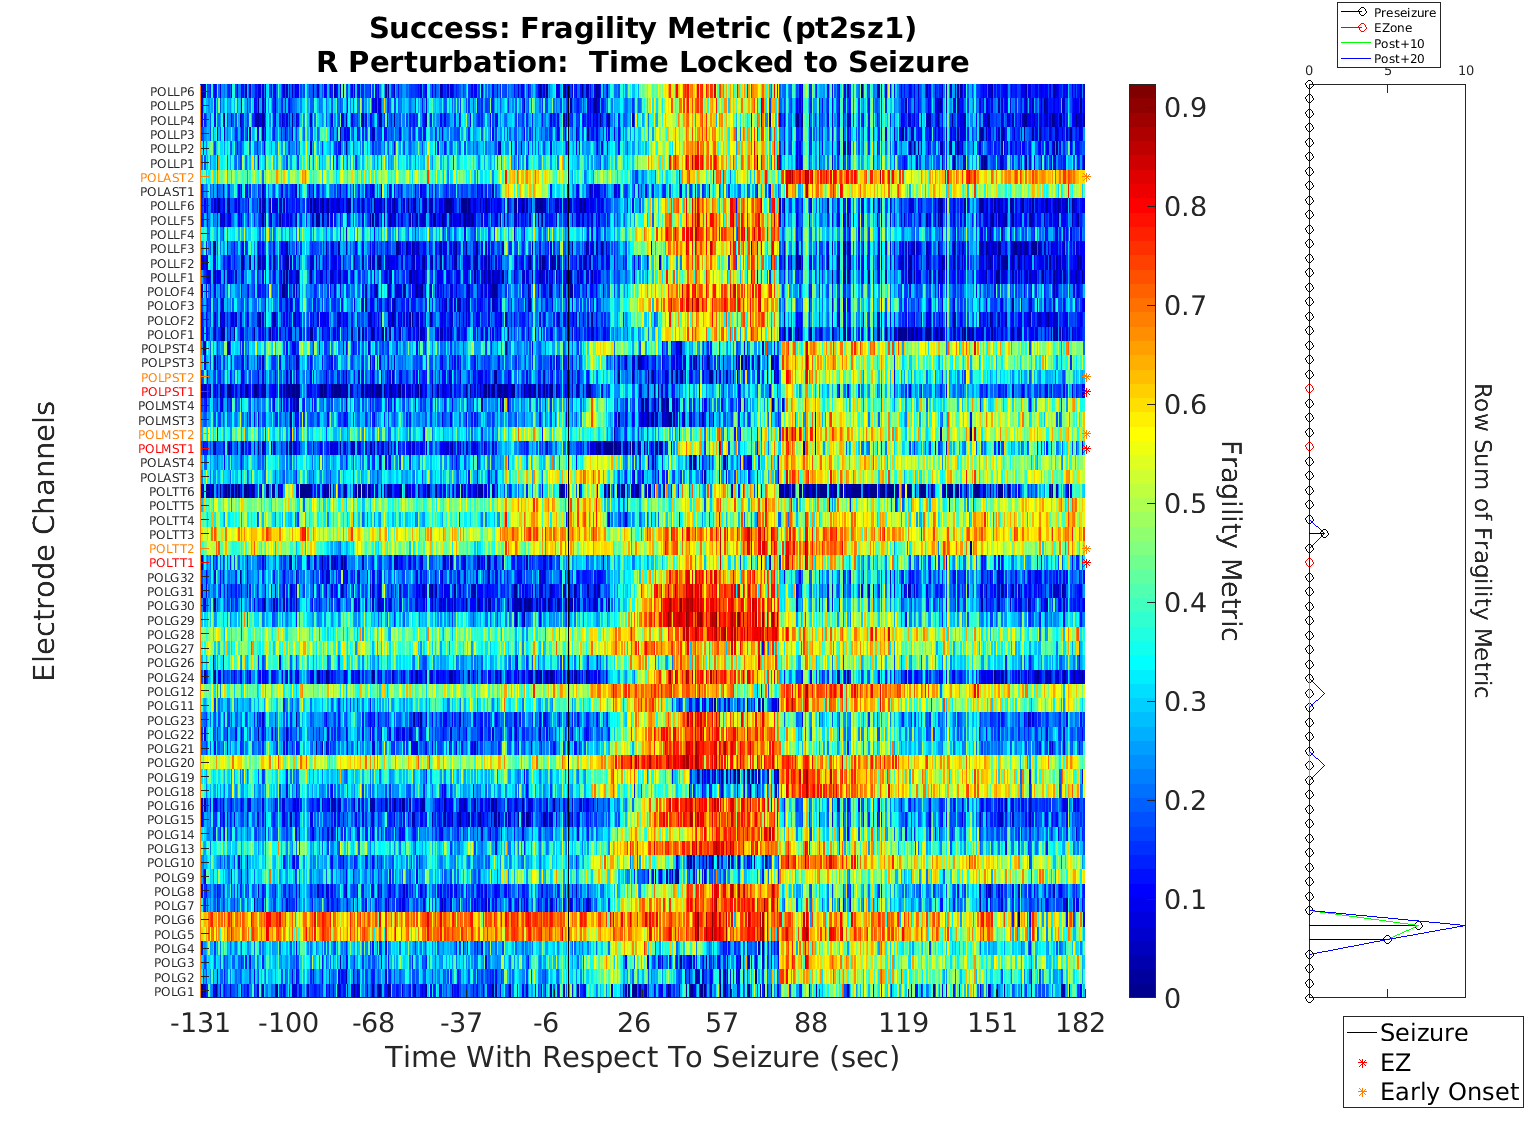 Success: Fragility Metric (pt2sz1)
R Perturbation:  Time Locked to Seizure
Preseizure
EZone
Post+10
Post+20
0
5
10
POLLP6
POLLP5
POLLP4
POLLP3
POLLP2
POLLP1
POLAST2
POLAST1
POLLF6
POLLF5
POLLF4
POLLF3
POLLF2
POLLF1
POLOF4
POLOF3
POLOF2
POLOF1
POLPST4
POLPST3
POLPST2
POLPST1
POLMST4
POLMST3
POLMST2
POLMST1
POLAST4
POLAST3
POLTT6
POLTT5
POLTT4
POLTT3
POLTT2
POLTT1
POLG32
POLG31
POLG30
POLG29
POLG28
POLG27
POLG26
POLG24
POLG12
POLG11
POLG23
POLG22
POLG21
POLG20
POLG19
POLG18
POLG16
POLG15
POLG14
POLG13
POLG10
POLG9
POLG8
POLG7
POLG6
POLG5
POLG4
POLG3
POLG2
POLG1
Electrode Channels
-131
-100
-68
-37
-6
26
57
88
119
151
182
Time With Respect To Seizure (sec)
0.9
0.8
0.7
0.6
0.5
0.4
0.3
0.2
0.1
0
Fragility Metric
Row Sum of Fragility Metric
Seizure
EZ
Early Onset